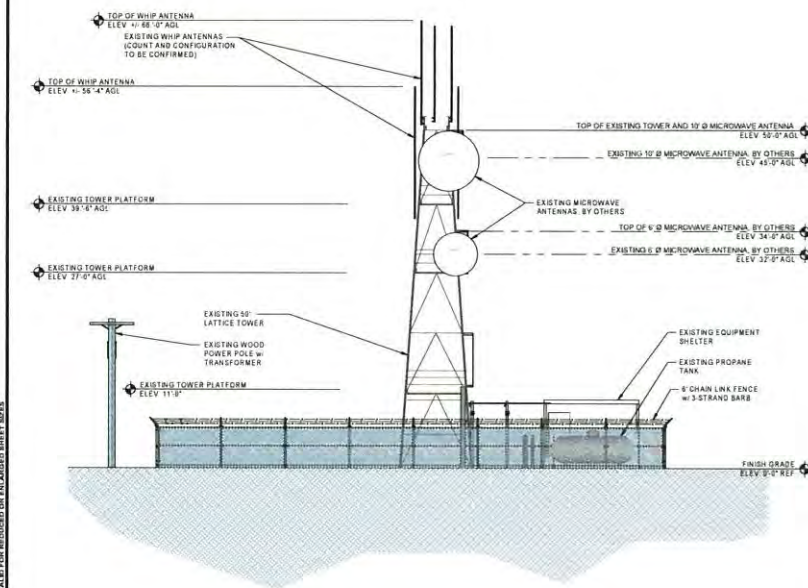 TOP OF WHIP ANTENNA
ELEV +/- 68'-0" AGL
EXISTING WHIP ANTENNAS
(COUNT AND CONFIGURATION
TO BE CONFIRMED)
TOP OF WHIP ANTENNA
ELEV +/- 56'-4" AGL
TOP OF EXISTING TOWER AND 10' Ø MICROWAVE ANTENNA
ELEV 50'-0" AGL
EXISTING 10' Ø MICROWAVE ANTENNA, BY OTHERS
ELEV 45'-0" AGL
EXISTING MICROWAVE
ANTENNAS, BY OTHERS
EXISTING TOWER PLATFORM
ELEV 39'-6" AGL
TOP OF 6' Ø MICROWAVE ANTENNA, BY OTHERS
ELEV 34'-0" AGL
EXISTING 6' Ø MICROWAVE ANTENNA, BY OTHERS
ELEV 32'-0" AGL
EXISTING TOWER PLATFORM
ELEV 27'-0" AGL
EXISTING 50'
LATTICE TOWER
EXISTING WOOD
POWER POLE w/
TRANSFORMER
EXISTING EQUIPMENT
SHELTER
EXISTING PROPANE
TANK
6' CHAIN LINK FENCE
w/ 3-STRAND BARB
EXISTING TOWER PLATFORM
ELEV 11'-0"
FINISH GRADE
ELEV 0'-0" REF
FOR REDUCED OR ENLARGED SHEET SIZES